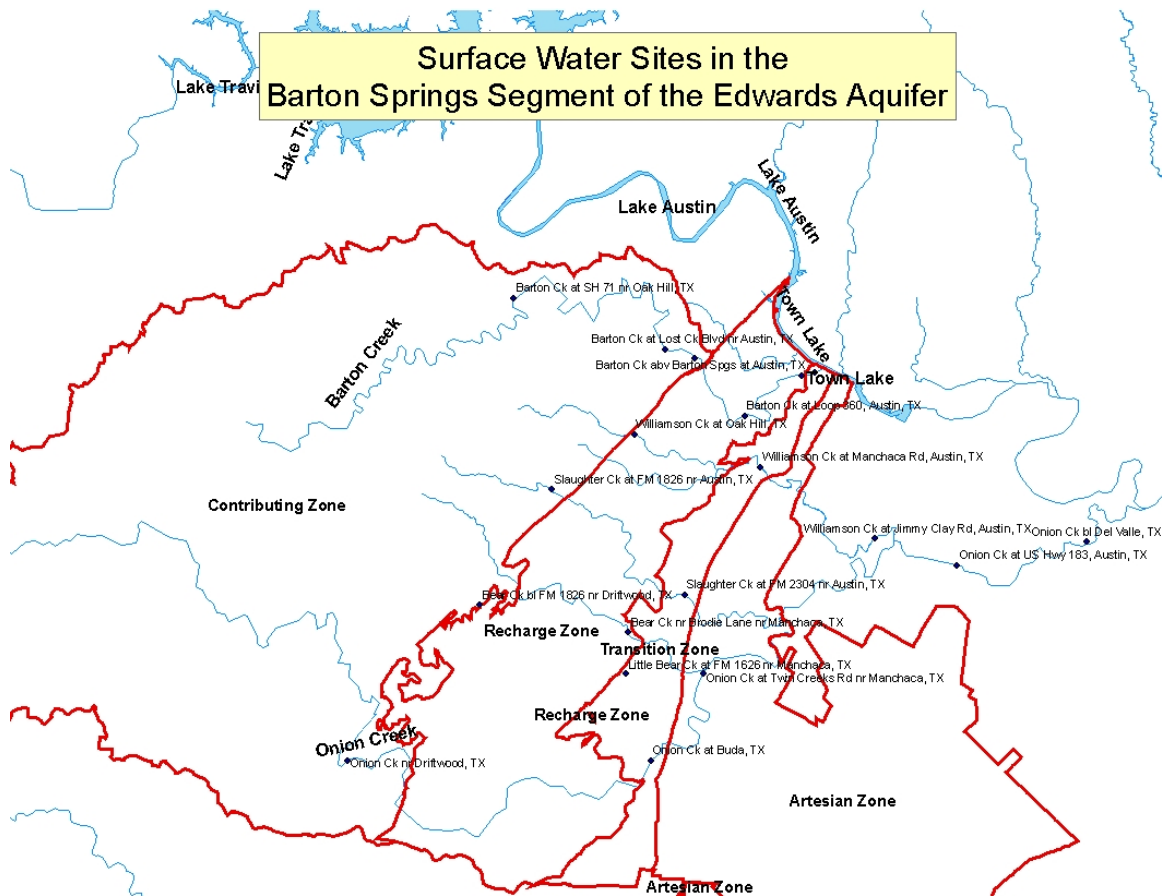 Surface Water Sites in the
Barton Springs Segment of the Edwards Aquifer
Lake Travi
Lake Tra
Lake Austin
Lake Austin
Barton Ck at SH 71 nr Oak Hill, TX
Town Lake
Barton Creek
Barton Ck at Lost Ck Blvd nr Austin, TX
Barton Ck abv Barton Spgs at Austin, TX
Town Lake
Barton Ck at Loop 360, Austin, TX
Williamson Ck at Oak Hill, TX
Williamson Ck at Manchaca Rd, Austin, TX
Slaughter Ck at FM 1826 nr Austin, TX
Contributing Zone
Williamson Ck at Jimmy Clay Rd, Austin, TX
Onion Ck bl Del Valle, TX
Onion Ck at US Hwy 183, Austin, TX
Slaughter Ck at FM 2304 nr Austin, TX
Bear Ck bl FM 1826 nr Driftwood, TX
Bear Ck nr Brodie Lane nr Manchaca, TX
Recharge Zone
Transition Zone
Little Bear Ck at FM 1626 nr Manchaca, TX
Onion Ck at Twin Creeks Rd nr Manchaca, TX
Recharge Zone
Onion Creek
Onion Ck at Buda, TX
Onion Ck nr Driftwood, TX
Artesian Zone
Artesian Zone